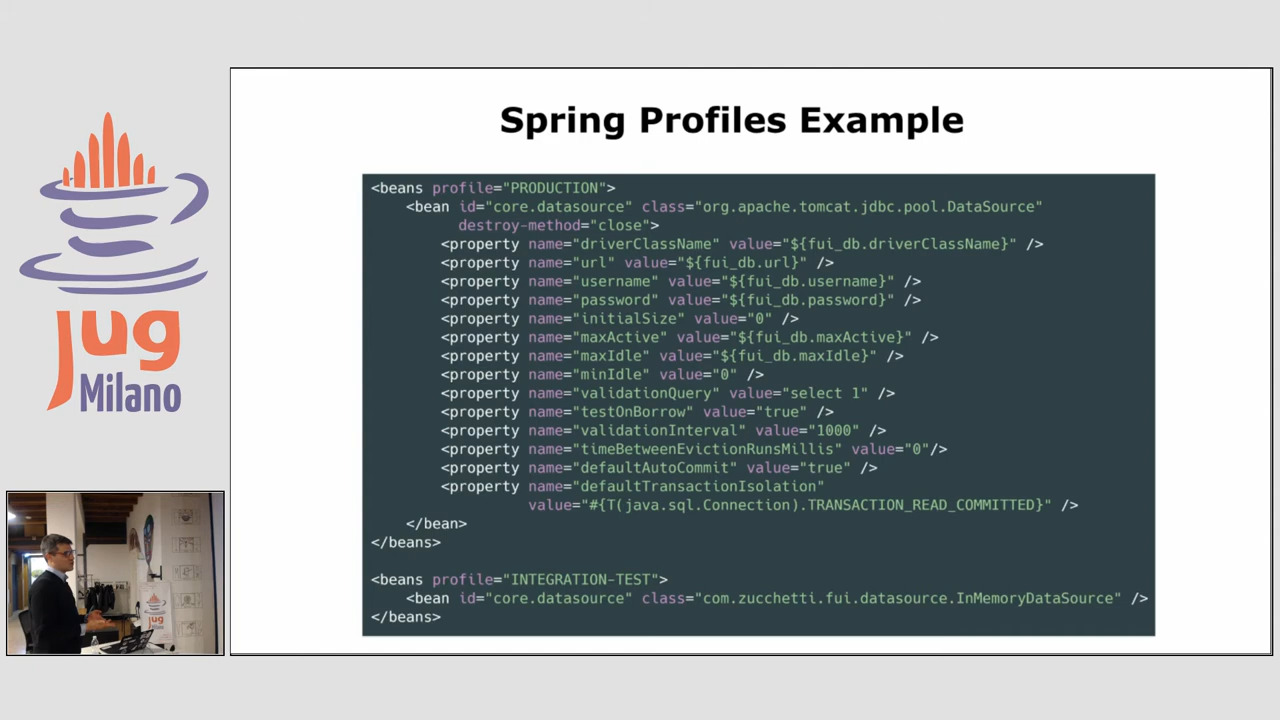 Spring Profiles Example
<beans profile="PRODUCTION">
<bean id="core.datasource" class="org.apache.tomcat.jdbc.pool.DataSource"
destroy-method="close">
<property name="driverClassName" value="${fui_db.driverClassName}" />
<property name="url" value="${fui_db.url}" />
<property name="username" value="${fui_db.username}" />
<property name="password" value="${fui_db.password}" />
<property name="initialSize" value="0" />
<property name="maxActive" value="${fui_db.maxActive}" />
<property name="maxIdle" value="${fui_db.maxIdle}" />
<property name="minIdle" value="0" />
<property name="validationQuery" value="select 1" />
<property name="testOnBorrow" value="true" />
<property name="validationInterval" value="1000" />
<property name="timeBetweenEvictionRunsMillis" value="0"/>
<property name="defaultAutoCommit" value="true" />
<property name="defaultTransactionIsolation"
value="#{T(java.sql.Connection).TRANSACTION_READ_COMMITTED}" />
</bean>
</beans>
<beans profile="INTEGRATION-TEST">
<bean id="core.datasource" class="com.zucchetti.fui.datasource.InMemoryDataSource" />
</beans>
jug
Milano
jug
Milano